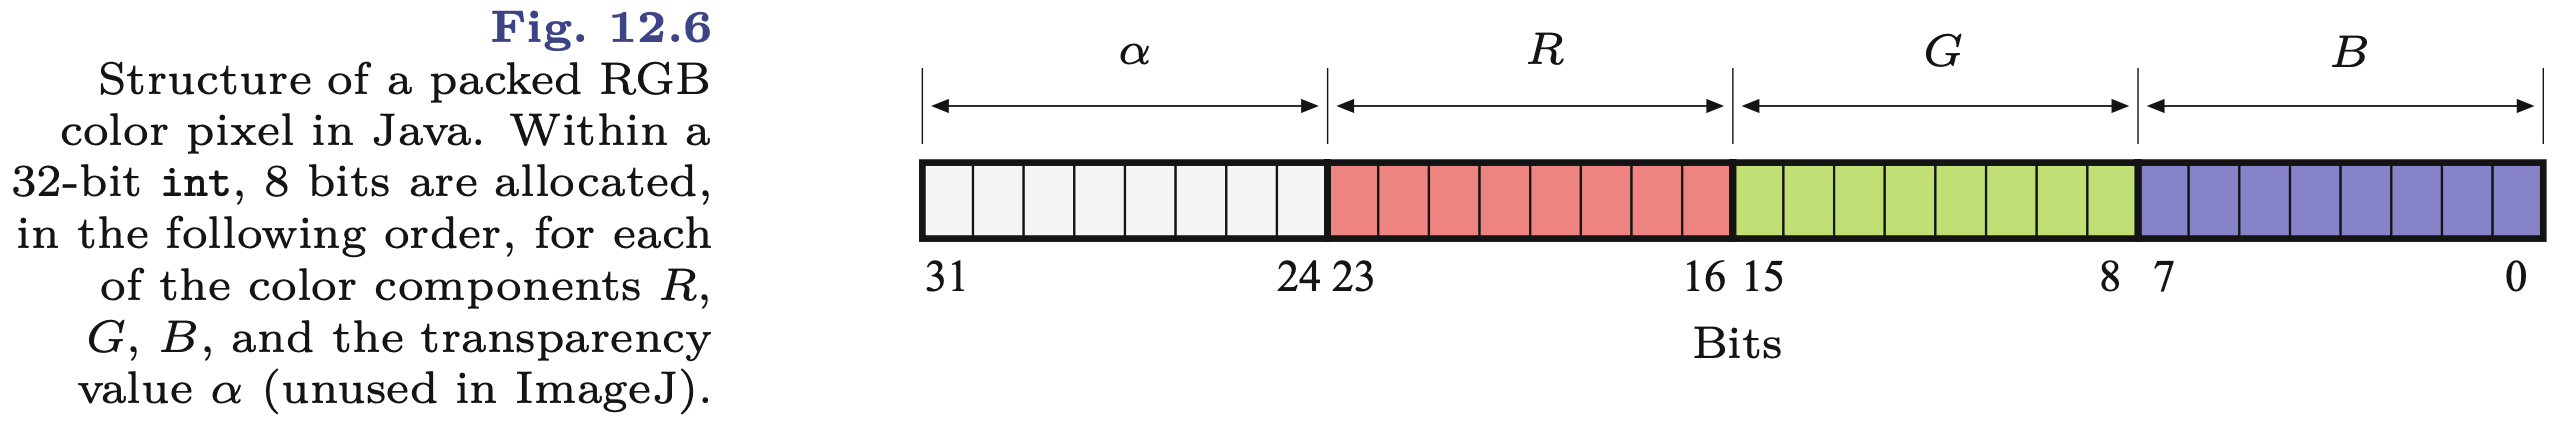 Fig. 12.6
Structure of a packed RGB
color pixel in Java. Within a
32-bit int, 8 bits are allocated,
in the following order, for each
of the color components R,
G, B, and the transparency
value α (unused in ImageJ).
α R G B
31 24 23 16 15 8 7 0
Bits